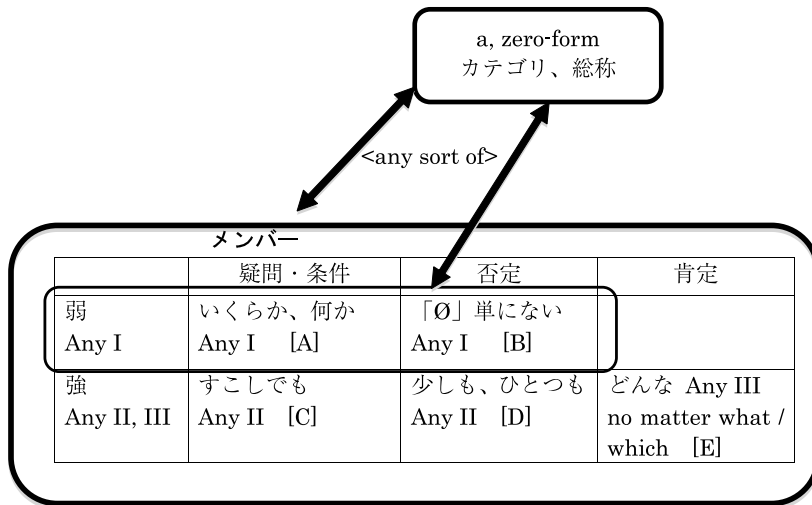 a, zero-form
カテゴリ、総称
<any sort of>
メンバー
疑問・条件 否定 肯定
弱 いくらか、何か 「Ø」単にない
Any I Any I [A] Any I [B]
強 すこしでも 少しも、ひとつも どんな Any III
Any II, III Any II [C] Any II [D] no matter what /
which [E]